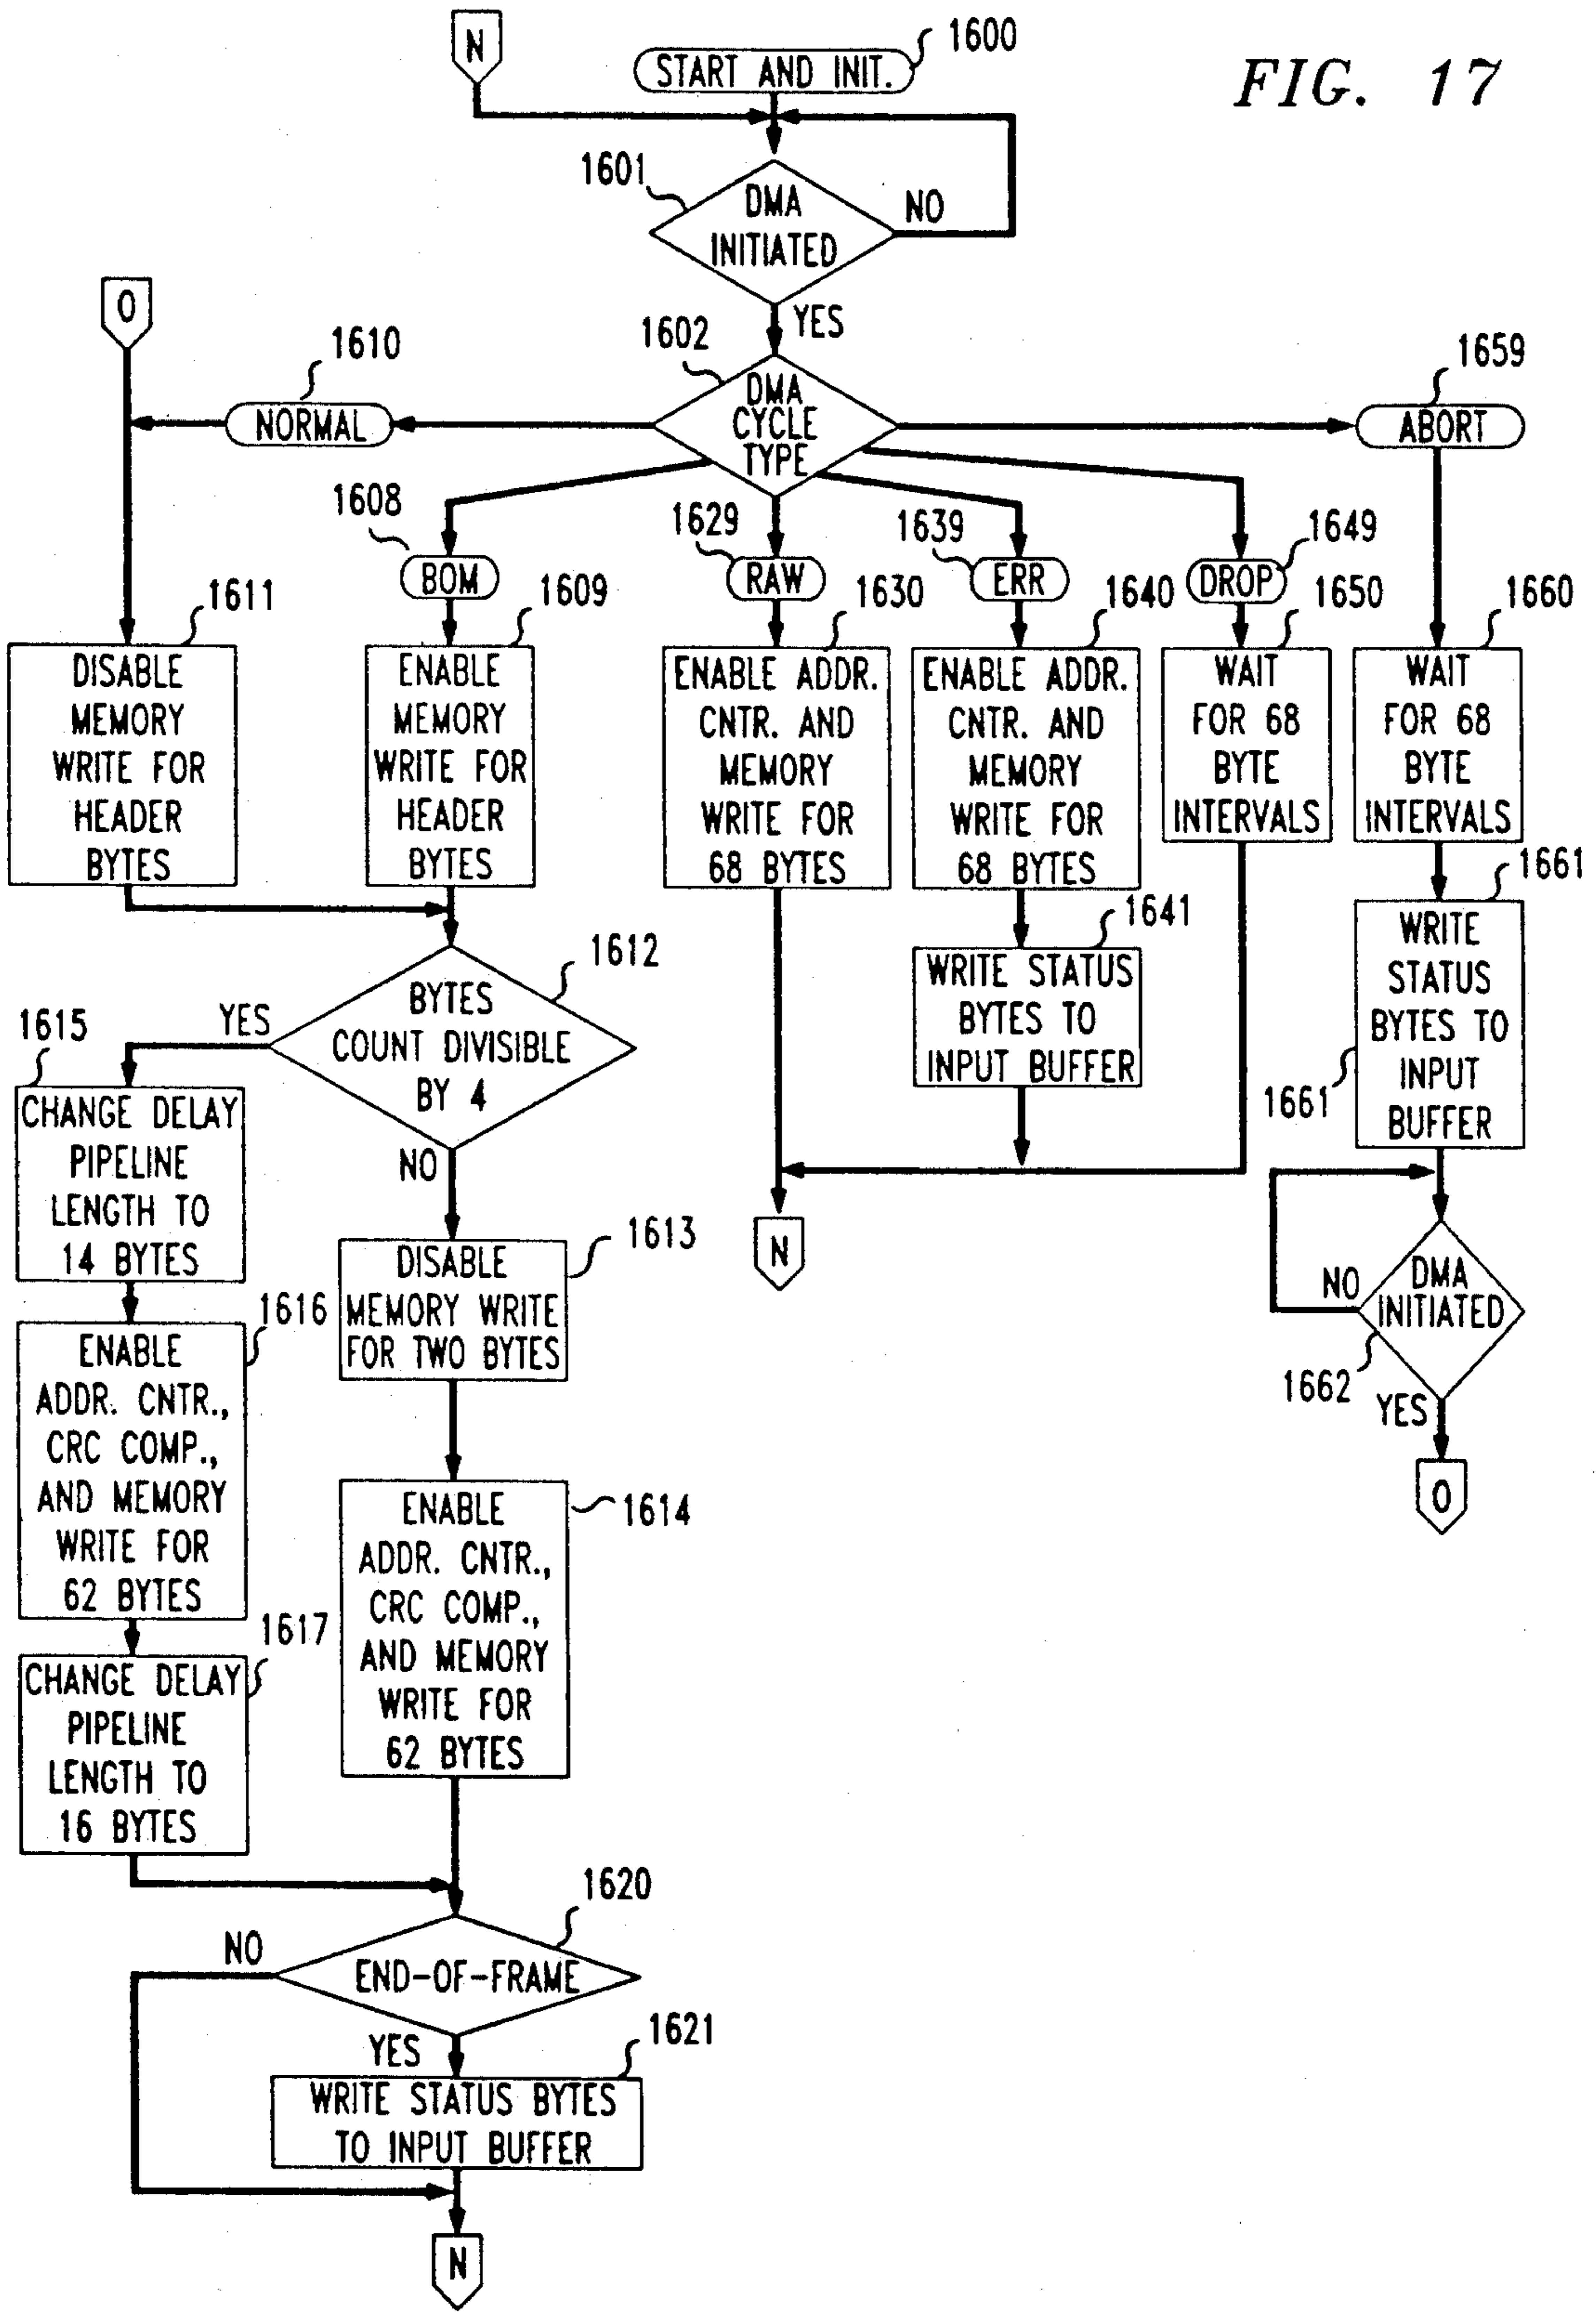 N
START AND INIT.
1600
FIG. 17
1601
DMA
INITIATED
NO
YES
O
1610
NORMAL
1602
DMA
CYCLE
TYPE
1659
ABORT
1608
BOM
1629
RAW
1639
ERR
1649
DROP
1611
DISABLE
MEMORY
WRITE FOR
HEADER
BYTES
1609
ENABLE
MEMORY
WRITE FOR
HEADER
BYTES
1630
ENABLE ADDR.
CNTR. AND
MEMORY
WRITE FOR
68 BYTES
1640
ENABLE ADDR.
CNTR. AND
MEMORY
WRITE FOR
68 BYTES
1650
WAIT
FOR 68
BYTE
INTERVALS
1660
WAIT
FOR 68
BYTE
INTERVALS
1641
WRITE STATUS
BYTES TO
INPUT BUFFER
1661
WRITE
STATUS
BYTES TO
INPUT
BUFFER
1661
1612
BYTES
COUNT DIVISIBLE
BY 4
YES
NO
1615
CHANGE DELAY
PIPELINE
LENGTH TO
14 BYTES
1613
DISABLE
MEMORY WRITE
FOR TWO BYTES
N
NO
DMA
INITIATED
1662
YES
O
1616
ENABLE
ADDR. CNTR.,
CRC COMP.,
AND MEMORY
WRITE FOR
62 BYTES
1614
ENABLE
ADDR. CNTR.,
CRC COMP.,
AND MEMORY
WRITE FOR
62 BYTES
1617
CHANGE DELAY
PIPELINE
LENGTH TO
16 BYTES
1620
NO
END-OF-FRAME
YES
1621
WRITE STATUS BYTES
TO INPUT BUFFER
N